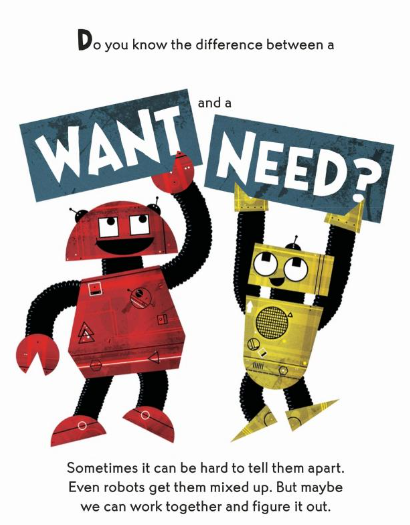 Do you know the difference between a
WANT
and a
NEED?
Sometimes it can be hard to tell them apart.
Even robots get them mixed up. But maybe
we can work together and figure it out.